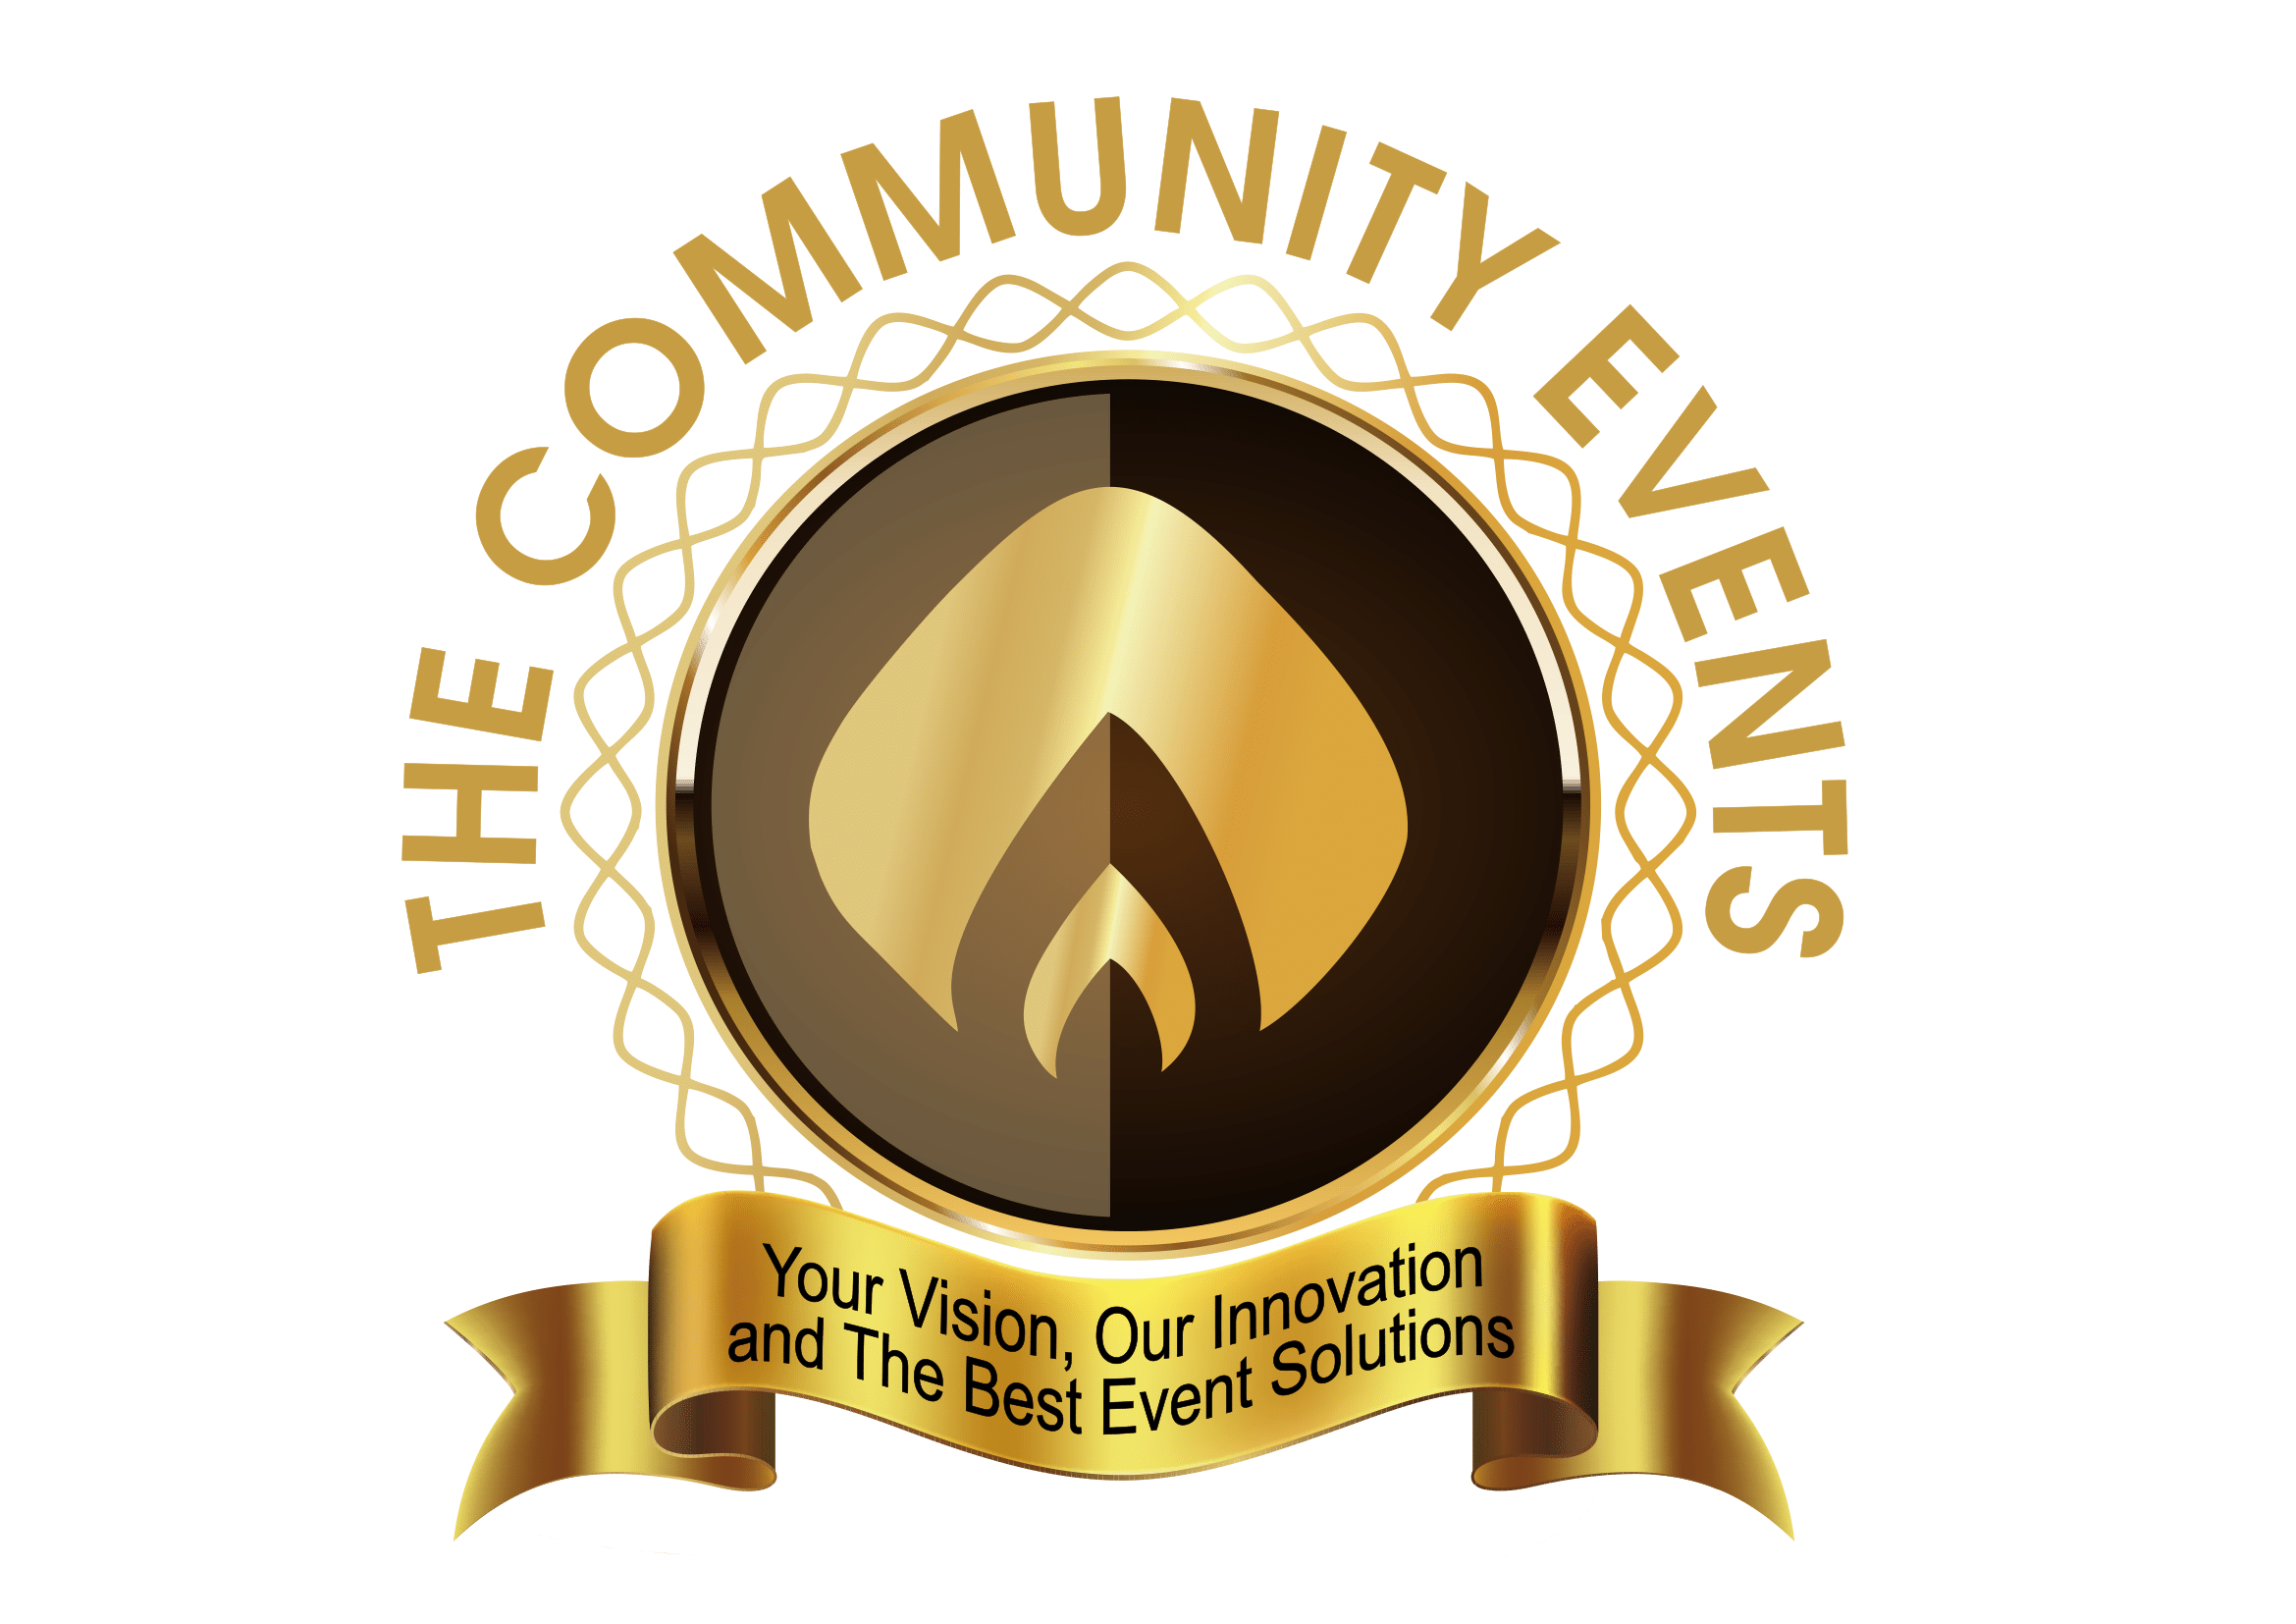 THE COMMUNITY EVENTS
Your Vision, Our Innovation
and The Best Event Solutions